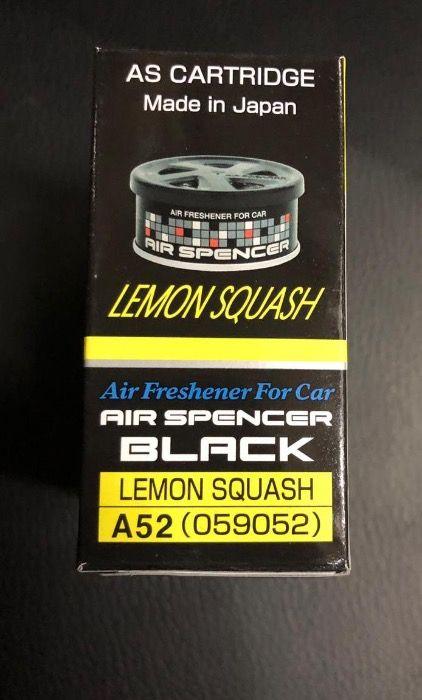 AS CARTRIDGE
Made in Japan
AIR FRESHENER FOR CAR
AIR SPENCER
LEMON SQUASH
Air Freshener For Car
AIR SPENCER
BLACK
LEMON SQUASH
A52 (059052)